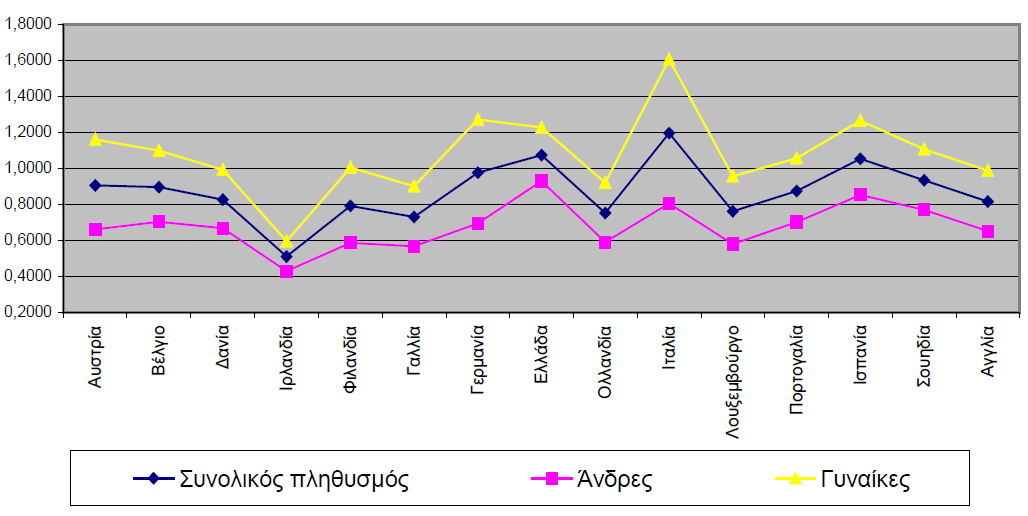 1,8000
1,6000
1,4000
1,2000
1,0000
0,8000
0,6000
0,4000
0,2000
Αυστρία
Βέλγιο
Δανία
Ιρλανδία
Φιλανδία
Γαλλία
Γερμανία
Ελλάδα
Ολλανδία
Ιταλία
Λουξεμβούργο
Πορτογαλία
Ισπανία
Σουηδία
Αγγλία
Συνολικός πληθυσμός
Άνδρες
Γυναίκες